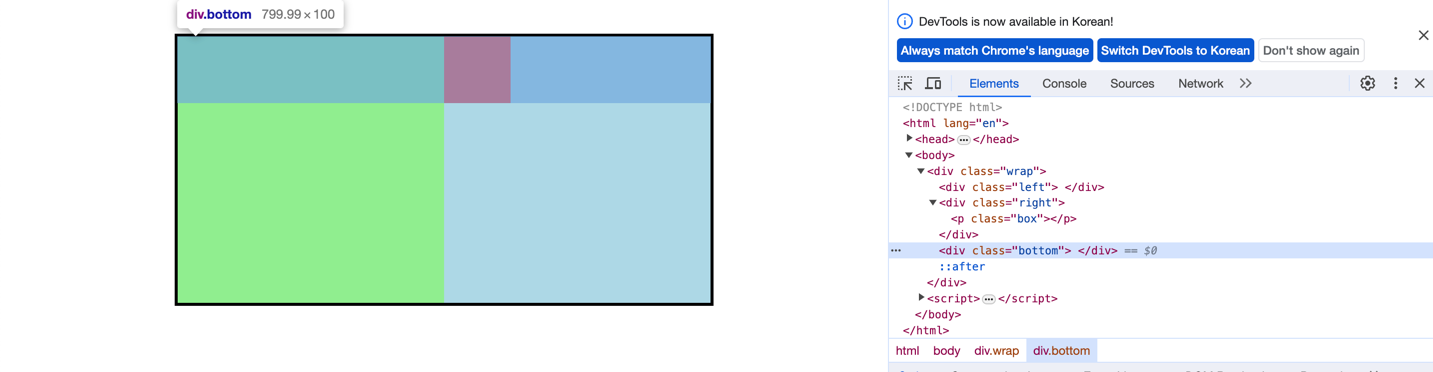 div.bottom 799.99 × 100
DevTools is now available in Korean!
Always match Chrome's language Switch DevTools to Korean Don't show again
Elements Console Sources Network
<!DOCTYPE html>
<html lang="en">
<head> … </head>
<body>
<div class="wrap">
<div class="left"> </div>
<div class="right">
<p class="box"></p>
</div>
… <div class="bottom"> </div> == $0
::after
</div>
<script> … </script>
</body>
</html>
html body div.wrap div.bottom